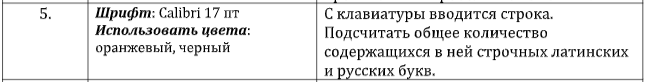 5.
Шрифт: Calibri 17 пт
Использовать цвета:
оранжевый, черный
С клавиатуры вводится строка.
Подсчитать общее количество
содержащихся в ней строчных латинских
и русских букв.